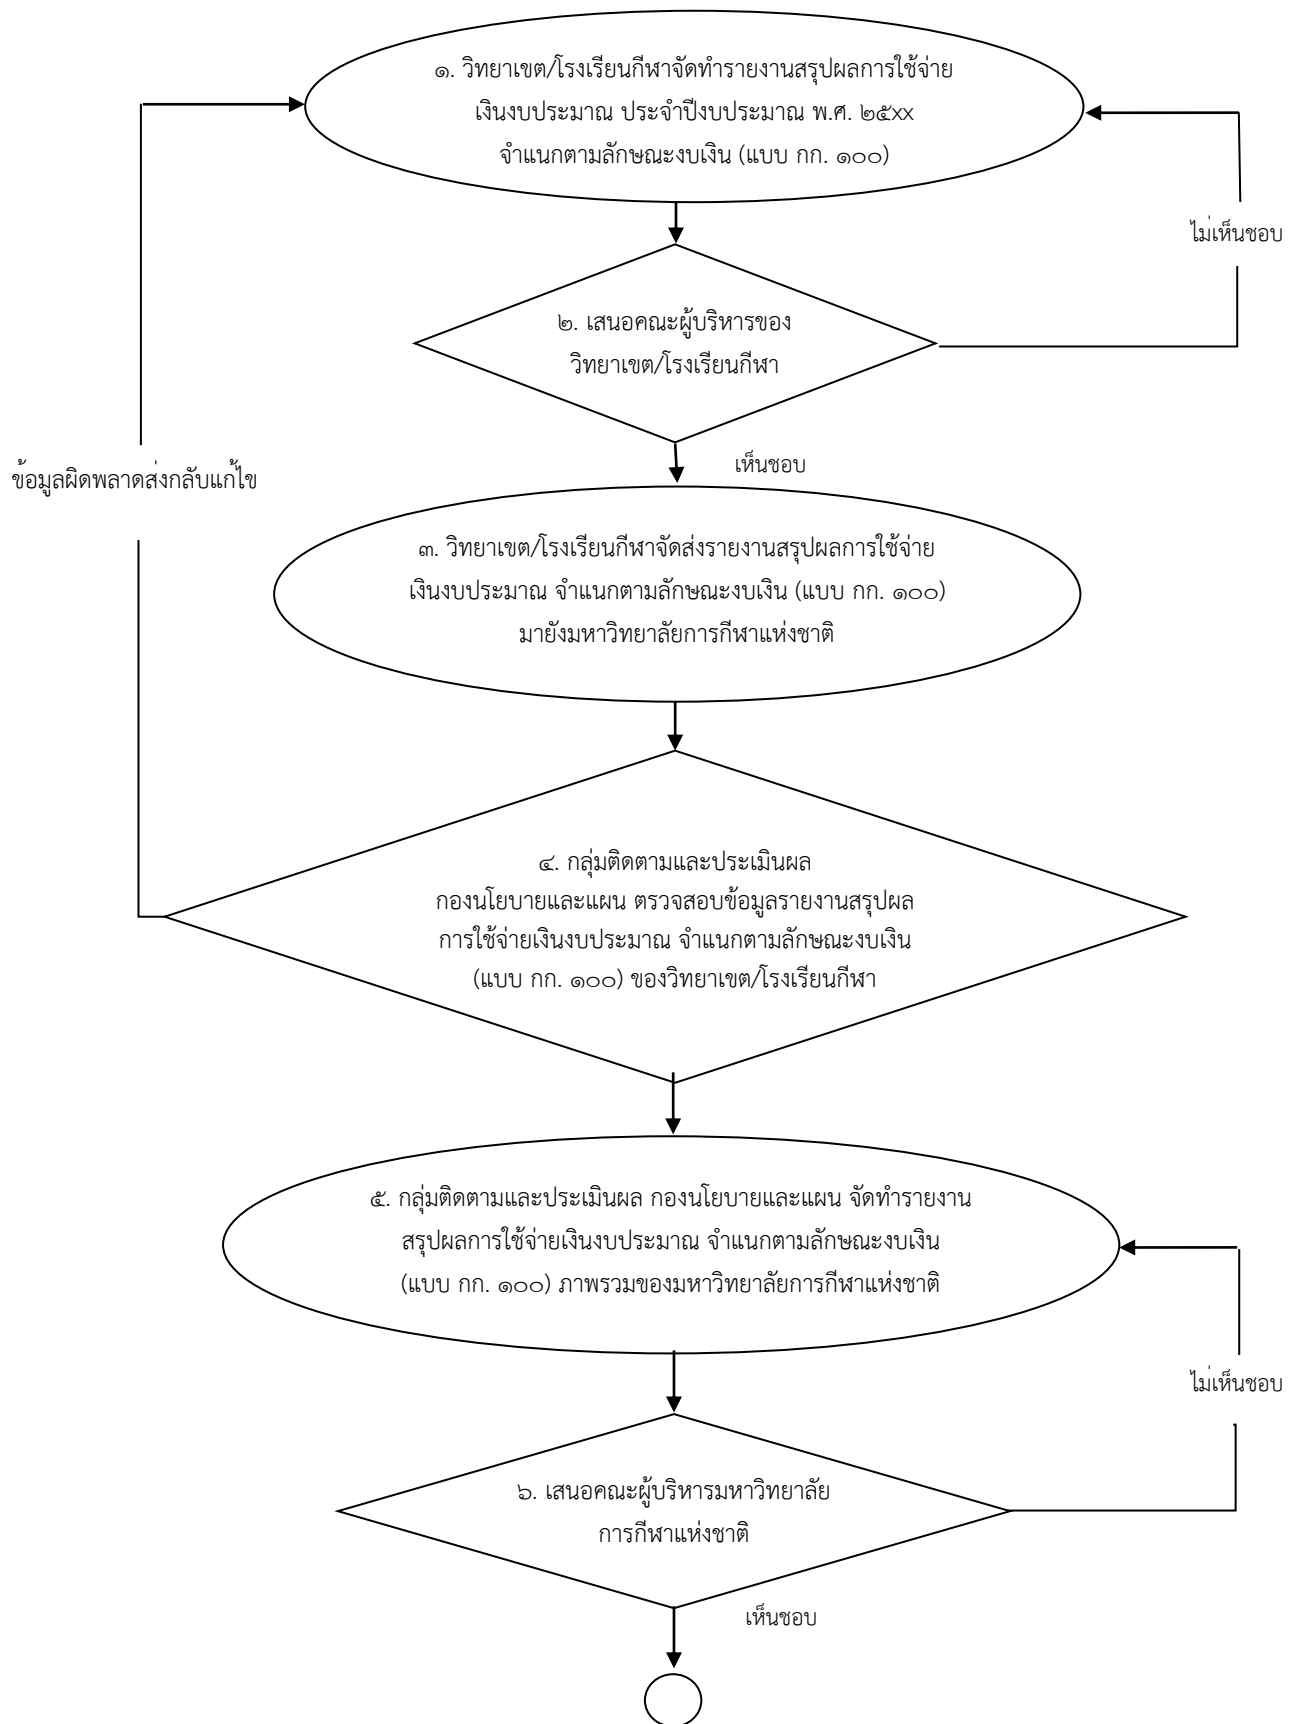 ๑. วิทยาเขต/โรงเรียนกีฬาจัดทำรายงานสรุปผลการใช้จ่าย
เงินงบประมาณ ประจำปีงบประมาณ พ.ศ. ๒๕xx
จำแนกตามลักษณะงบเงิน (แบบ กก. ๑๐๐)
ไม่เห็นชอบ
๒. เสนอคณะผู้บริหารของ
วิทยาเขต/โรงเรียนกีฬา
เห็นชอบ
ข้อมูลผิดพลาดส่งกลับแก้ไข
๓. วิทยาเขต/โรงเรียนกีฬาจัดส่งรายงานสรุปผลการใช้จ่าย
เงินงบประมาณ จำแนกตามลักษณะงบเงิน (แบบ กก. ๑๐๐)
มายังมหาวิทยาลัยการกีฬาแห่งชาติ
๔. กลุ่มติดตามและประเมินผล
กองนโยบายและแผน ตรวจสอบข้อมูลรายงานสรุปผล
การใช้จ่ายเงินงบประมาณ จำแนกตามลักษณะงบเงิน
(แบบ กก. ๑๐๐) ของวิทยาเขต/โรงเรียนกีฬา
๕. กลุ่มติดตามและประเมินผล กองนโยบายและแผน จัดทำรายงาน
สรุปผลการใช้จ่ายเงินงบประมาณ จำแนกตามลักษณะงบเงิน
(แบบ กก. ๑๐๐) ภาพรวมของมหาวิทยาลัยการกีฬาแห่งชาติ
ไม่เห็นชอบ
๖. เสนอคณะผู้บริหารมหาวิทยาลัย
การกีฬาแห่งชาติ
เห็นชอบ